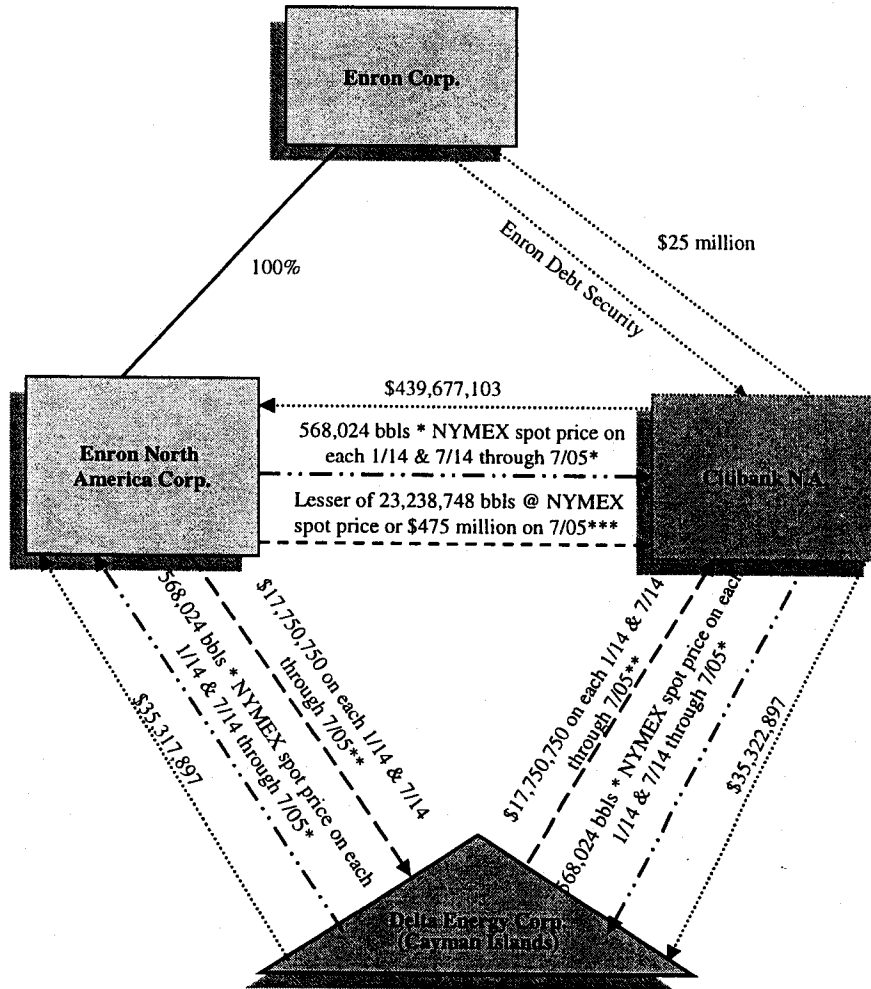 Enron Corp.
$25 million
Enron Debt Security
100%
$439,677,103
568,024 bbls * NYMEX spot price on
each 1/14 & 7/14 through 7/05*
Enron North
America Corp.
Citibank N.A.
Lesser of 23,238,748 bbls @ NYMEX
spot price or $475 million on 7/05***
$35,317,897
568,024 bbls * NYMEX spot price on each
1/14 & 7/14 through 7/05*
$17,750,750 on each 1/14 & 7/14
through 7/05**
$17,750,750 on each 1/14 & 7/14
through 7/05**
568,024 bbls * NYMEX spot price on each
1/14 & 7/14 through 7/05*
$35,322,897
Delta Energy Corp.
(Cayman Islands)